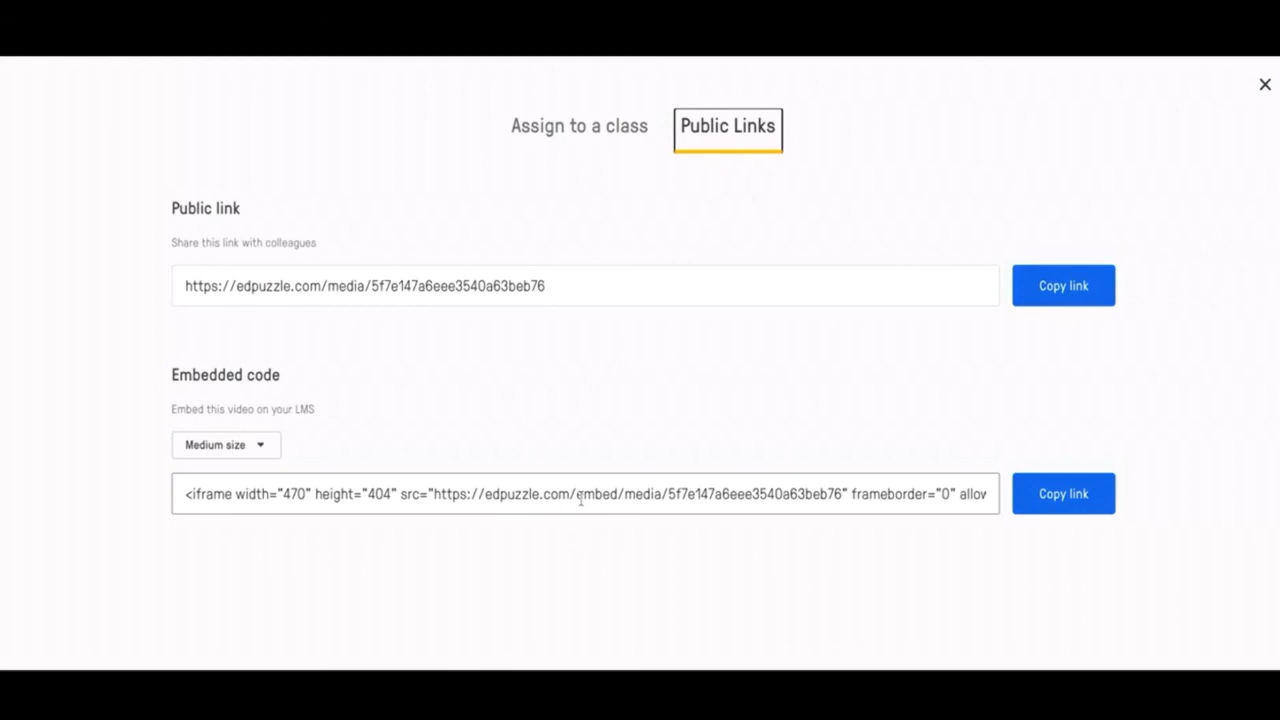 Assign to a class Public Links
Public link
Share this link with colleagues
https://edpuzzle.com/media/5f7e147a6eee3540a63beb76 Copy link
Embedded code
Embed this video on your LMS
Medium size
<iframe width="470" height="404" src="https://edpuzzle.com/embed/media/5f7e147a6eee3540a63beb76" frameborder="0" allow Copy link